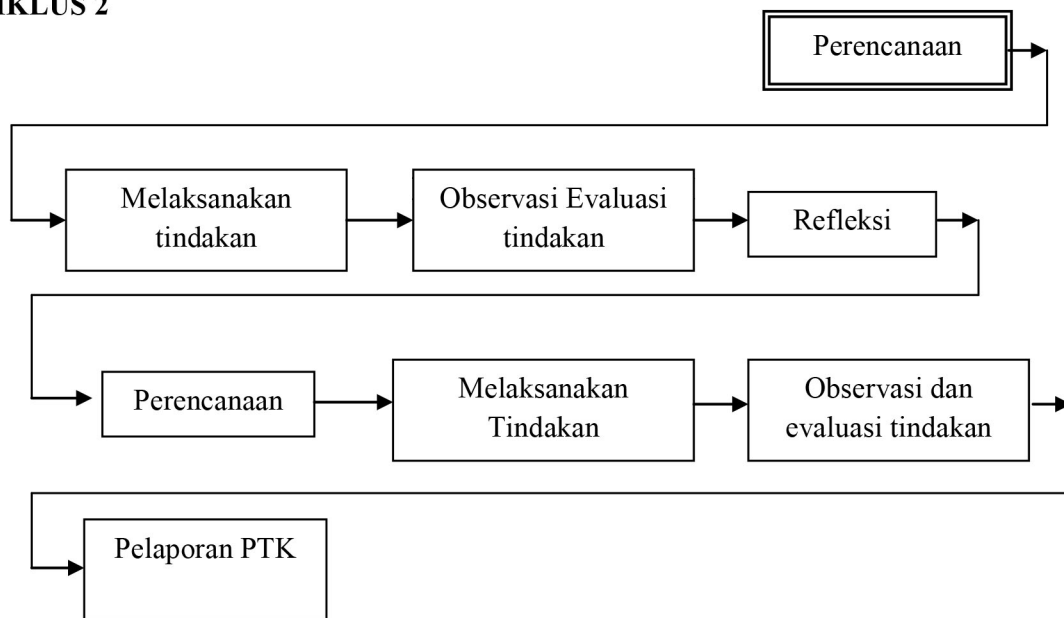 IKLUS 2
Perencanaan
Melaksanakan
tindakan
Observasi Evaluasi
tindakan
Refleksi
Perencanaan
Melaksanakan
Tindakan
Observasi dan
evaluasi tindakan
Pelaporan PTK